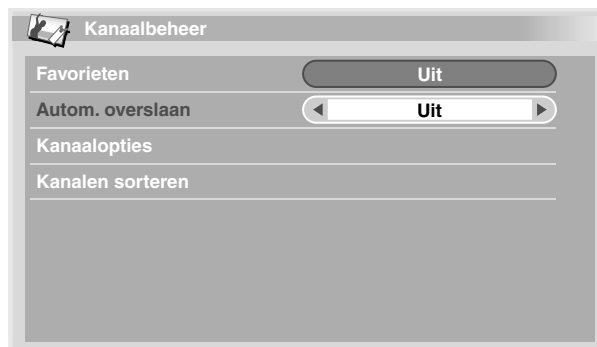 Kanaalbeheer
Favorieten Uit
Autom. overslaan Uit
Kanaalopties
Kanalen sorteren